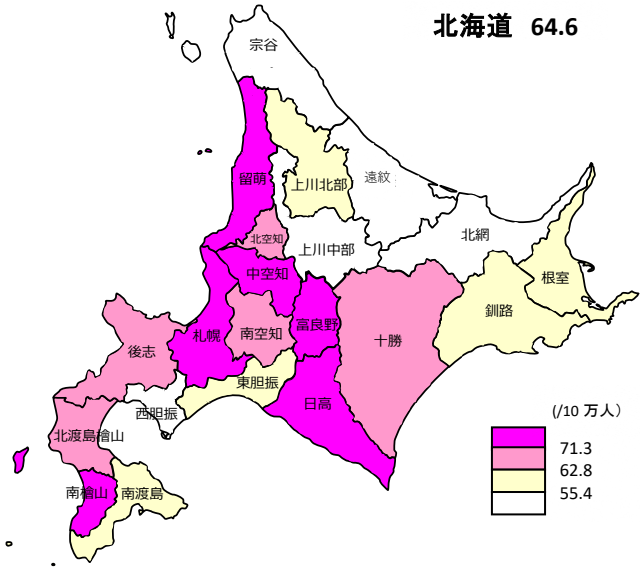 北海道 64.6
宗谷
留萌
上川北部
遠紋
北空知
上川中部
北網
中空知
根室
札幌
南空知
富良野
十勝
釧路
後志
東胆振
日高
西胆振
北渡島檜山
南檜山
南渡島
(/10 万人)
71.3
62.8
55.4